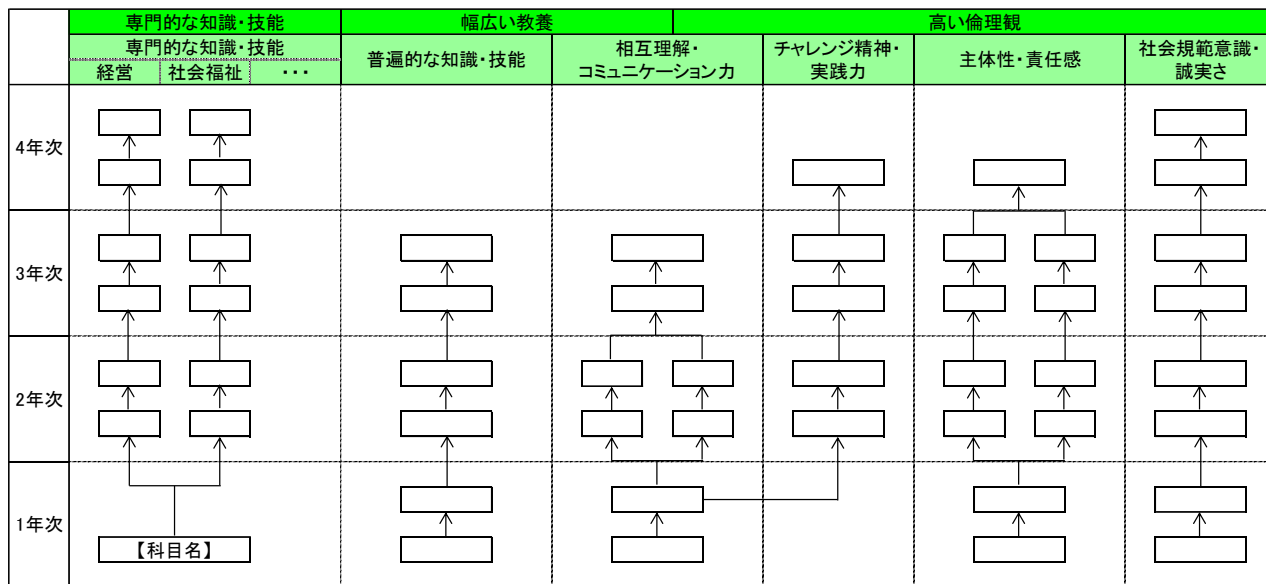 専門的な知識・技能
幅広い教養
高い倫理観
専門的な知識・技能
経営
社会福祉
・・・
普遍的な知識・技能
相互理解・
コミュニケーション力
チャレンジ精神・
実践力
主体性・責任感
社会規範意識・
誠実さ
4年次
3年次
2年次
1年次
【科目名】